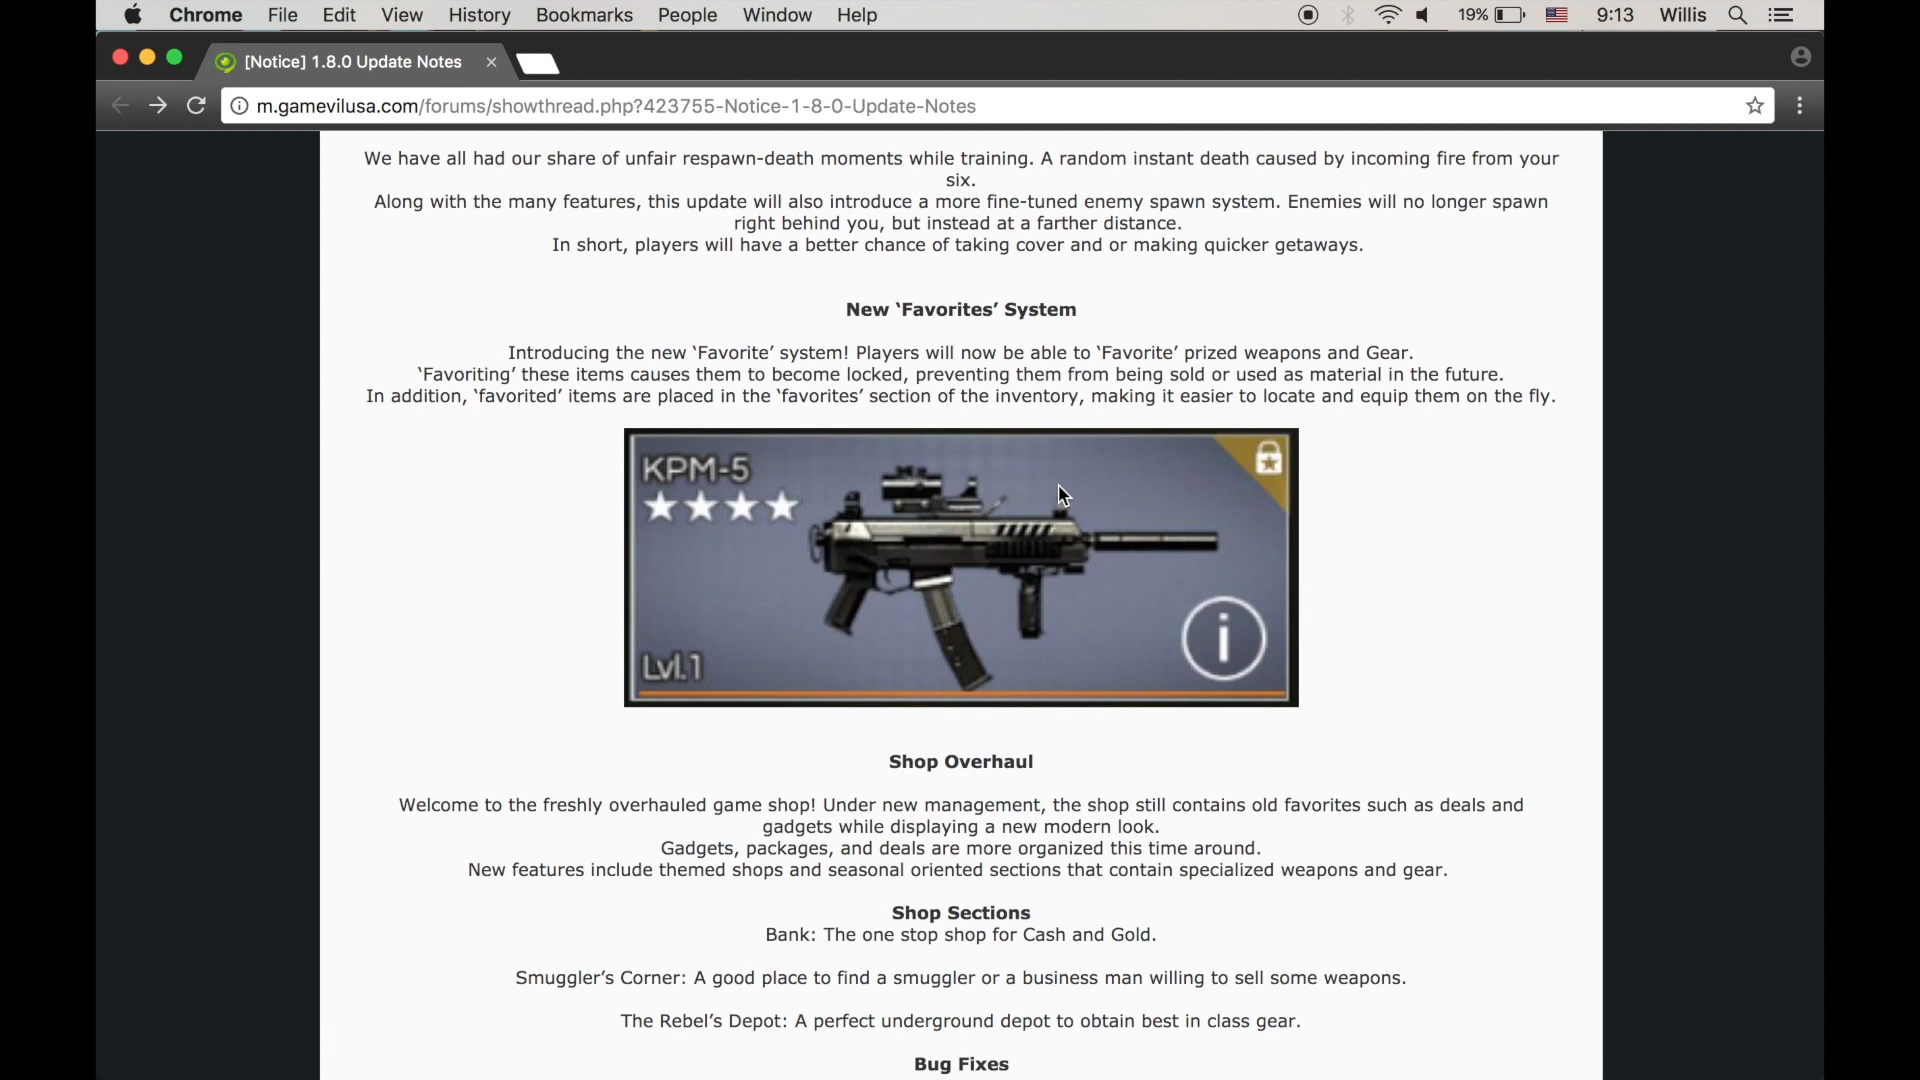 Chrome File Edit View History Bookmarks People Window Help 19% 9:13 Willis
[Notice] 1.8.0 Update Notes
m.gamevilusa.com/forums/showthread.php?423755-Notice-1-8-0-Update-Notes
We have all had our share of unfair respawn-death moments while training. A random instant death caused by incoming fire from your
six.
Along with the many features, this update will also introduce a more fine-tuned enemy spawn system. Enemies will no longer spawn
right behind you, but instead at a farther distance.
In short, players will have a better chance of taking cover and or making quicker getaways.
New ‘Favorites’ System
Introducing the new ‘Favorite’ system! Players will now be able to ‘Favorite’ prized weapons and Gear.
‘Favoriting’ these items causes them to become locked, preventing them from being sold or used as material in the future.
In addition, ‘favorited’ items are placed in the ‘favorites’ section of the inventory, making it easier to locate and equip them on the fly.
KPM-5
i
Lvl.1
Shop Overhaul
Welcome to the freshly overhauled game shop! Under new management, the shop still contains old favorites such as deals and
gadgets while displaying a new modern look.
Gadgets, packages, and deals are more organized this time around.
New features include themed shops and seasonal oriented sections that contain specialized weapons and gear.
Shop Sections
Bank: The one stop shop for Cash and Gold.
Smuggler’s Corner: A good place to find a smuggler or a business man willing to sell some weapons.
The Rebel’s Depot: A perfect underground depot to obtain best in class gear.
Bug Fixes